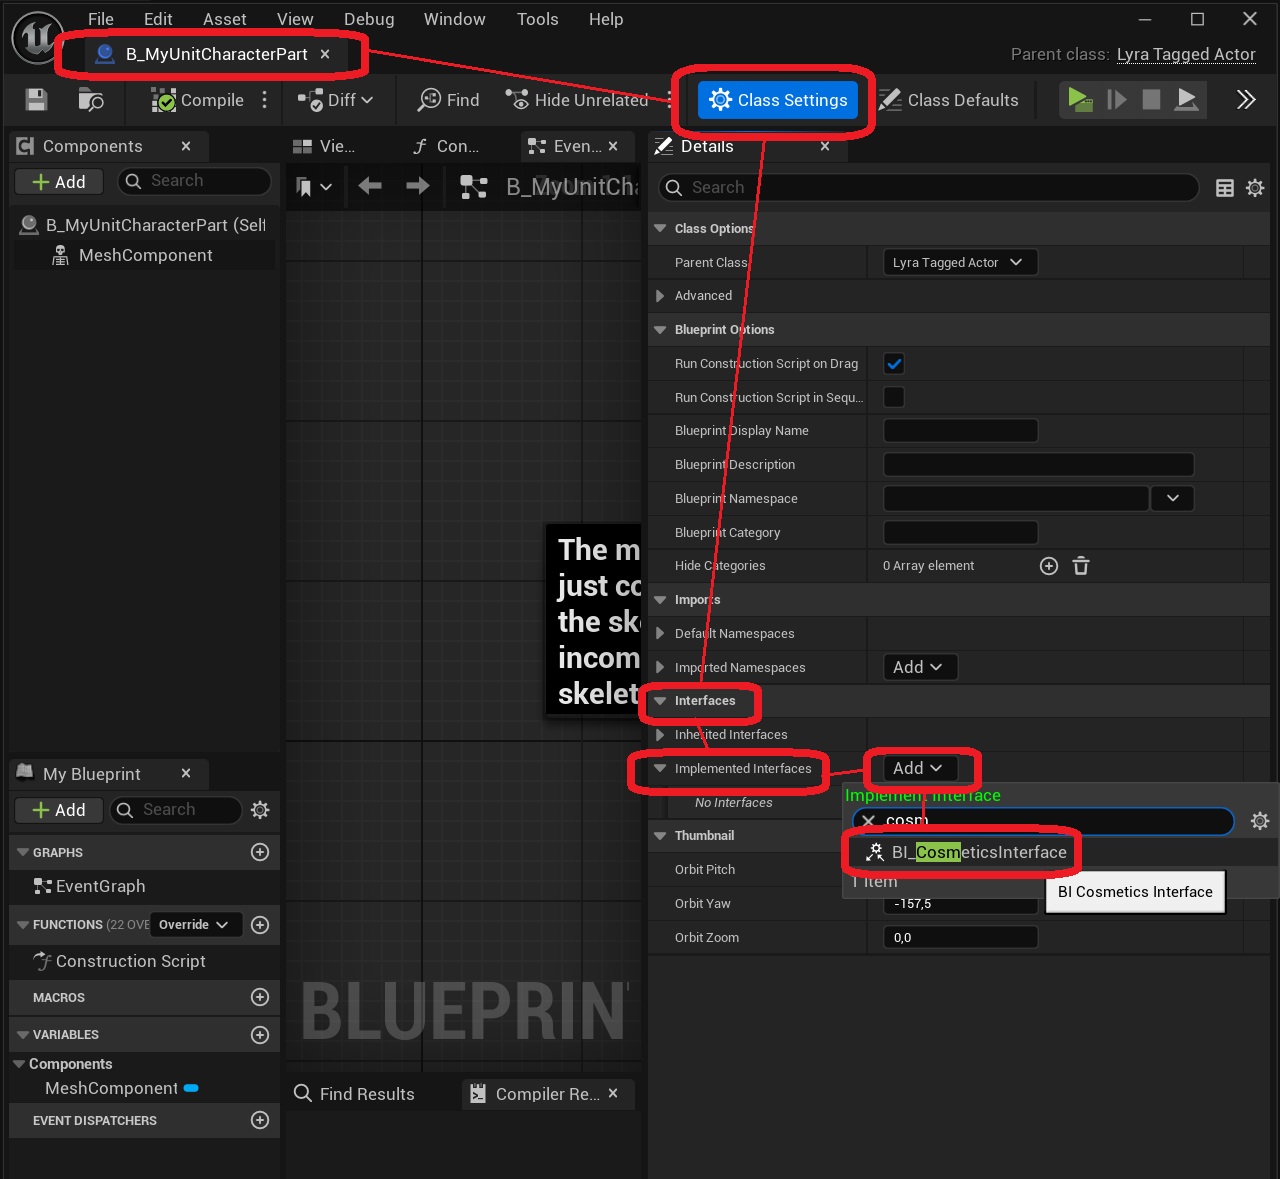 File Edit Asset View Debug Window Tools Help
B_MyUnitCharacterPart
Parent class: Lyra Tagged Actor
Compile Diff Find Hide Unrelated Class Settings Class Defaults
Components
Add Search
B_MyUnitCharacterPart (Self
MeshComponent
Vie... Con... Even...
B_MyUnitCha
The m
just co
the sk
incom
skelet
BLUEPRIN
Find Results Compiler Re...
Details
Search
Class Options
Parent Class Lyra Tagged Actor
Advanced
Blueprint Options
Run Construction Script on Drag
Run Construction Script in Sequ...
Blueprint Display Name
Blueprint Description
Blueprint Namespace
Blueprint Category
Hide Categories 0 Array element
Imports
Default Namespaces
Imported Namespaces Add
Interfaces
Inherited Interfaces
Implemented Interfaces Add
No Interfaces
Implement Interface
cosm
BI_CosmeticsInterface
1 item
BI Cosmetics Interface
Thumbnail
Orbit Pitch
Orbit Yaw -157,5
Orbit Zoom 0,0
My Blueprint
Add Search
GRAPHS
EventGraph
FUNCTIONS (22 OVE Override
Construction Script
MACROS
VARIABLES
Components
MeshComponent
EVENT DISPATCHERS